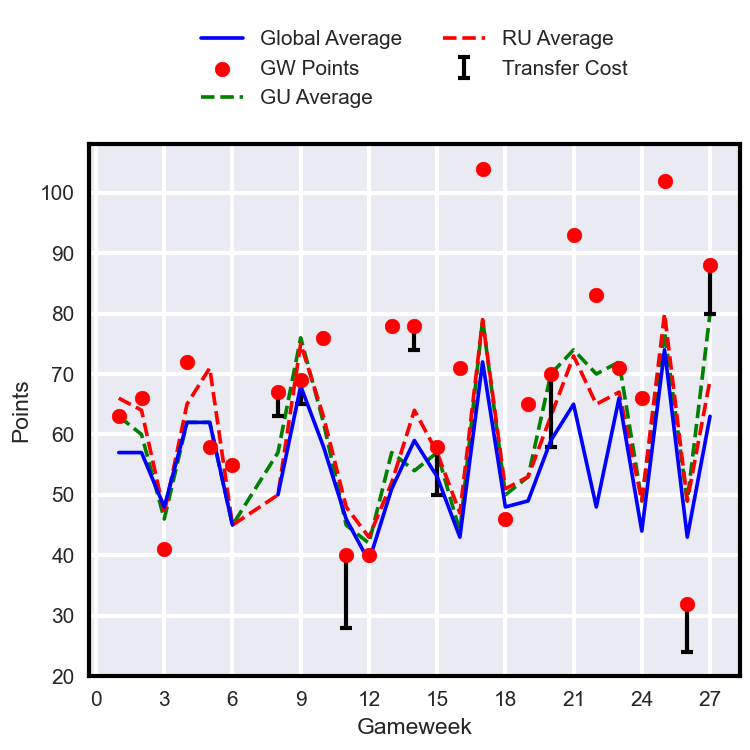 Global Average
GW Points
GU Average
RU Average
Transfer Cost
100
90
80
70
60
50
40
30
20
Points
0 3 6 9 12 15 18 21 24 27
Gameweek